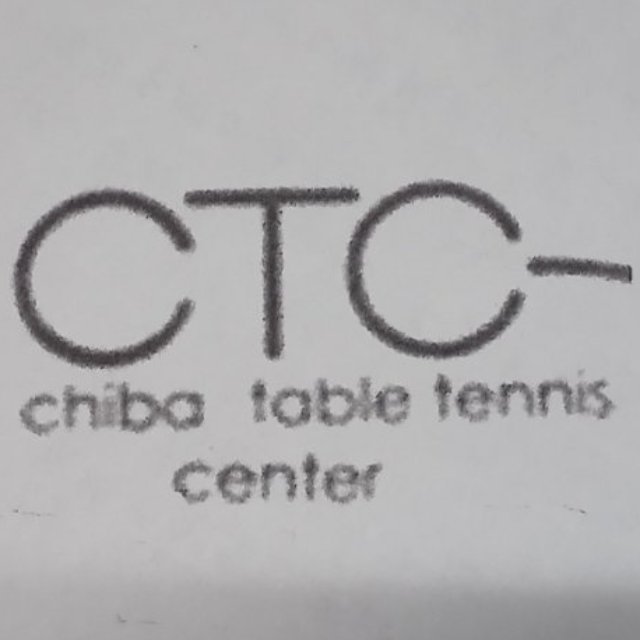 CTC-
chiba table tennis
center